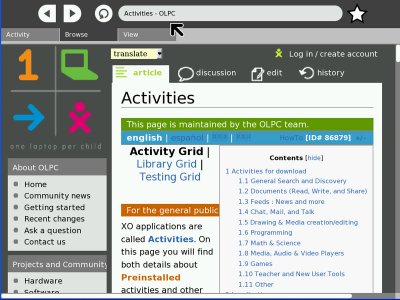 Activities - OLPC
Activity
Browse
View
translate
Log in / create account
article
discussion
edit
history
one laptop per child
Activities
This page is maintained by the OLPC team.
english | español |
HowTo [ID# 86879] +/-
Activity Grid |
Library Grid |
Testing Grid
For the general public
XO applications are
called Activities. On
this page you will find
both details about
Preinstalled
activities and other
Contents [hide]
1 Activities for download
1.1 General Search and Discovery
1.2 Documents (Read, Write, and Share)
1.3 Feeds : News and more
1.4 Chat, Mail, and Talk
1.5 Drawing & Media creation/editing
1.6 Programming
1.7 Math & Science
1.8 Media, Audio & Video Players
1.9 Games
1.10 Teacher and New User Tools
1.11 Other
About OLPC
Home
Community news
Getting started
Recent changes
Ask a question
Contact us
Projects and Community
Hardware
Software